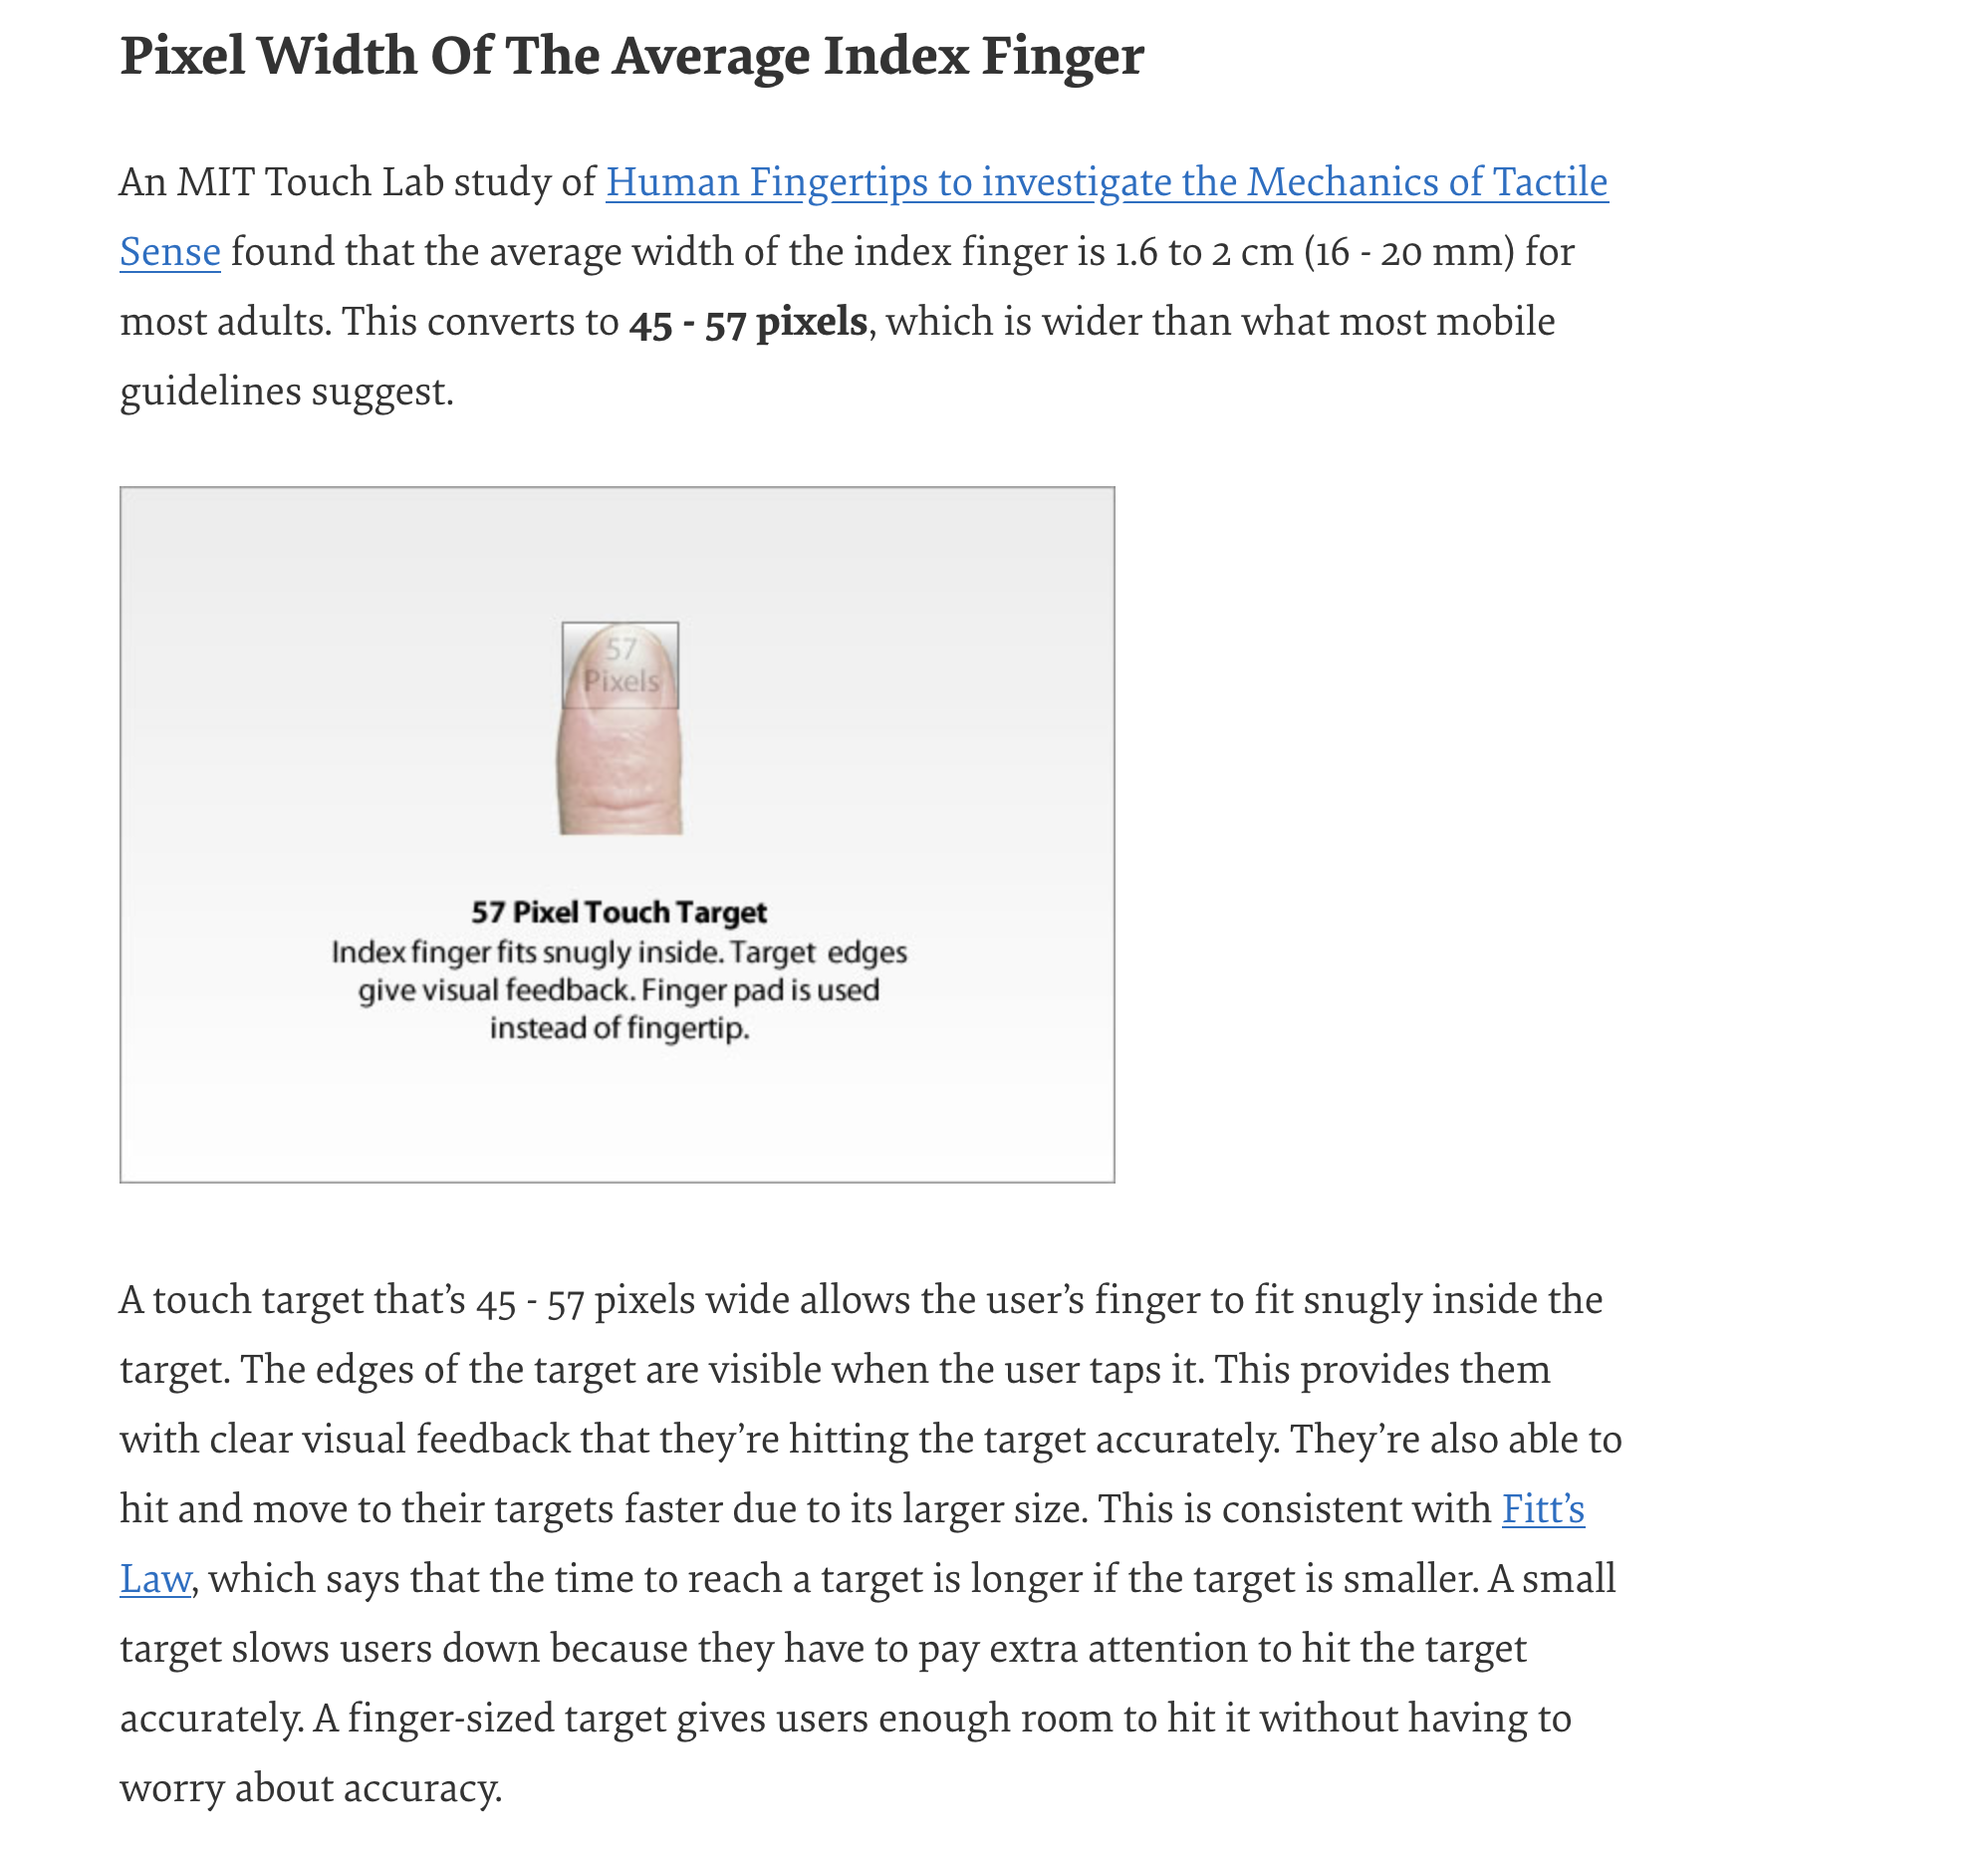 Pixel Width Of The Average Index Finger
An MIT Touch Lab study of Human Fingertips to investigate the Mechanics of Tactile
Sense found that the average width of the index finger is 1.6 to 2 cm (16 - 20 mm) for
most adults. This converts to 45 - 57 pixels, which is wider than what most mobile
guidelines suggest.
57
Pixels
57 Pixel Touch Target
Index finger fits snugly inside. Target edges
give visual feedback. Finger pad is used
instead of fingertip.
A touch target that’s 45 - 57 pixels wide allows the user’s finger to fit snugly inside the
target. The edges of the target are visible when the user taps it. This provides them
with clear visual feedback that they’re hitting the target accurately. They’re also able to
hit and move to their targets faster due to its larger size. This is consistent with Fitt’s
Law, which says that the time to reach a target is longer if the target is smaller. A small
target slows users down because they have to pay extra attention to hit the target
accurately. A finger-sized target gives users enough room to hit it without having to
worry about accuracy.